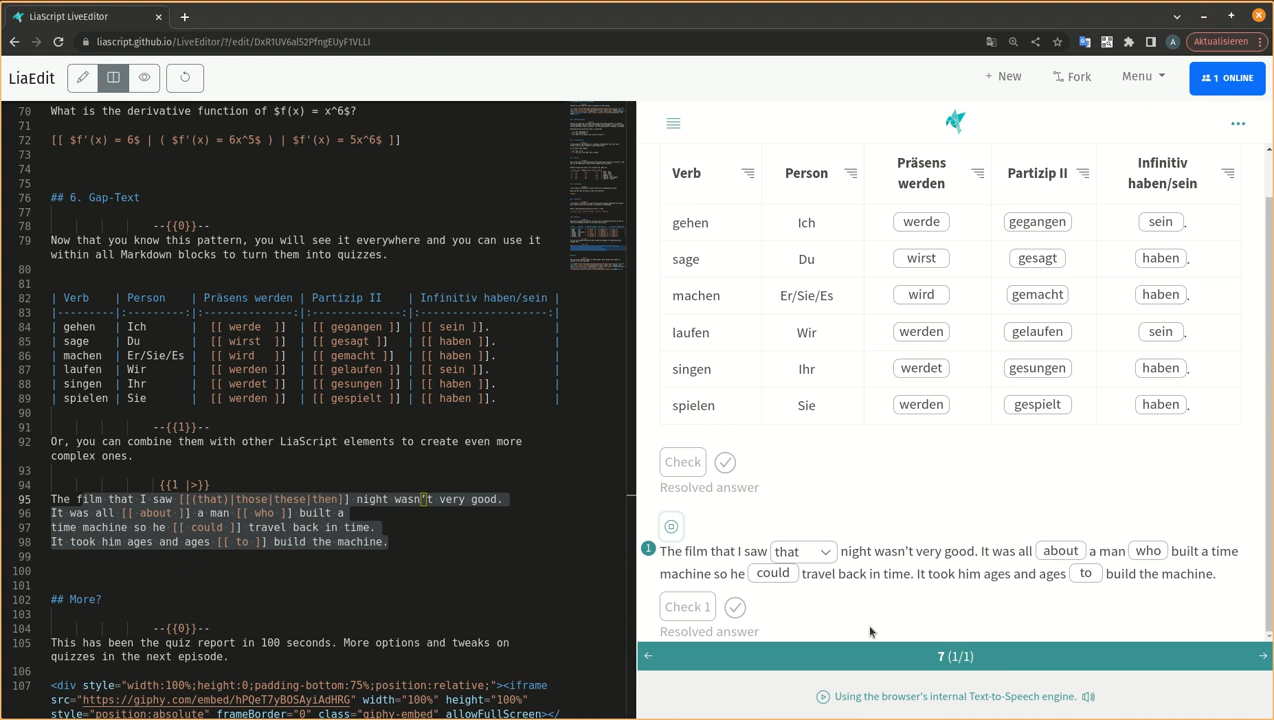 LiaScript LiveEditor
liascript.github.io/LiveEditor/?/edit/DxR1UV6al52PfngEUyF1VLLI
A
Aktualisieren
LiaEdit
New
Fork
Menu
1 ONLINE
70 What is the derivative function of $f(x) = x^6$?
71
72 [[ $f'(x) = 6$ | ( $f'(x) = 6x^5$ ) | $f'(x) = 5x^6$ ]]
73
74
75
76 ## 6. Gap-Text
77
78 --{{0}}--
79 Now that you know this pattern, you will see it everywhere and you can use it
within all Markdown blocks to turn them into quizzes.
80
81
82 | Verb | Person | Präsens werden | Partizip II | Infinitiv haben/sein |
83 |---------|:---------:|:--------------:|:-------------:|:--------------------:|
84 | gehen | Ich | [[ werde ]] | [[ gegangen ]] | [[ sein ]]. |
85 | sage | Du | [[ wirst ]] | [[ gesagt ]] | [[ haben ]]. |
86 | machen | Er/Sie/Es | [[ wird ]] | [[ gemacht ]] | [[ haben ]]. |
87 | laufen | Wir | [[ werden ]] | [[ gelaufen ]] | [[ sein ]]. |
88 | singen | Ihr | [[ werdet ]] | [[ gesungen ]] | [[ haben ]]. |
89 | spielen | Sie | [[ werden ]] | [[ gespielt ]] | [[ haben ]]. |
90
91 --{{1}}--
92 Or, you can combine them with other LiaScript elements to create even more
complex ones.
93
94 {{1 |>}}
95 The film that I saw [[(that)|those|these|then]] night wasn’t very good.
96 It was all [[ about ]] a man [[ who ]] built a
97 time machine so he [[ could ]] travel back in time.
98 It took him ages and ages [[ to ]] build the machine.
99
100
101
102 ## More?
103
104 --{{0}}--
105 This has been the quiz report in 100 seconds. More options and tweaks on
quizzes in the next episode.
106
107 <div style="width:100%;height:0;padding-bottom:75%;position:relative;"><iframe
src="https://giphy.com/embed/hPQeT7yBOSAyiAdHRG" width="100%" height="100%"
style="position:absolute" frameBorder="0" class="giphy-embed" allowFullScreen></
Verb Person Präsens werden Partizip II Infinitiv haben/sein
gehen Ich werde gegangen sein.
sage Du wirst gesagt haben.
machen Er/Sie/Es wird gemacht haben.
laufen Wir werden gelaufen sein.
singen Ihr werdet gesungen haben.
spielen Sie werden gespielt haben.
Check
Resolved answer
1 The film that I saw that night wasn’t very good. It was all about a man who built a time
machine so he could travel back in time. It took him ages and ages to build the machine.
Check 1
Resolved answer
7 (1/1)
Using the browser's internal Text-to-Speech engine.